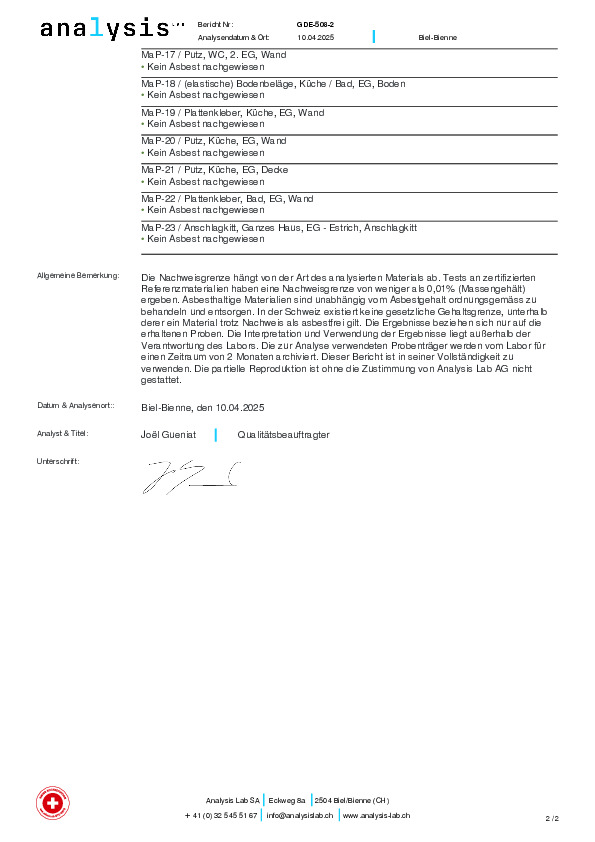 analysis
Bericht Nr: GDE-508-2
Analysendatum & Ort: 10.04.2025 Biel-Bienne
MaP-17 / Putz, WC, 2. EG, Wand
• Kein Asbest nachgewiesen
MaP-18 / (elastische) Bodenbeläge, Küche / Bad, EG, Boden
• Kein Asbest nachgewiesen
MaP-19 / Plattenkleber, Küche, EG, Wand
• Kein Asbest nachgewiesen
MaP-20 / Putz, Küche, EG, Wand
• Kein Asbest nachgewiesen
MaP-21 / Putz, Küche, EG, Decke
• Kein Asbest nachgewiesen
MaP-22 / Plattenkleber, Bad, EG, Wand
• Kein Asbest nachgewiesen
MaP-23 / Anschlagkitt, Ganzes Haus, EG - Estrich, Anschlagkitt
• Kein Asbest nachgewiesen
Allgemeine Bemerkung:
Die Nachweisgrenze hängt von der Art des analysierten Materials ab. Tests an zertifizierten
Referenzmaterialien haben eine Nachweisgrenze von weniger als 0,01% (Massengehält)
ergeben. Asbesthaltige Materialien sind unabhängig vom Asbestgehalt ordnungsgemäss zu
behandeln und entsorgen. In der Schweiz existiert keine gesetzliche Gehaltsgrenze, unterhalb
derer ein Material trotz Nachweis als asbestfrei gilt. Die Ergebnisse beziehen sich nur auf die
erhaltenen Proben. Die Interpretation und Verwendung der Ergebnisse liegt außerhalb der
Verantwortung des Labors. Die zur Analyse verwendeten Probenträger werden vom Labor für
einen Zeitraum von 2 Monaten archiviert. Dieser Bericht ist in seiner Vollständigkeit zu
verwenden. Die partielle Reproduktion ist ohne die Zustimmung von Analysis Lab AG nicht
gestattet.
Datum & Analysenort::
Biel-Bienne, den 10.04.2025
Analyst & Titel:
Joël Gueniat Qualitätsbeauftragter
Unterschrift:
Analysis Lab SA Eckweg 8a 2504 Biel/Bienne (CH)
+ 41 (0) 32 545 51 67 info@analysislab.ch www.analysis-lab.ch
2 / 2